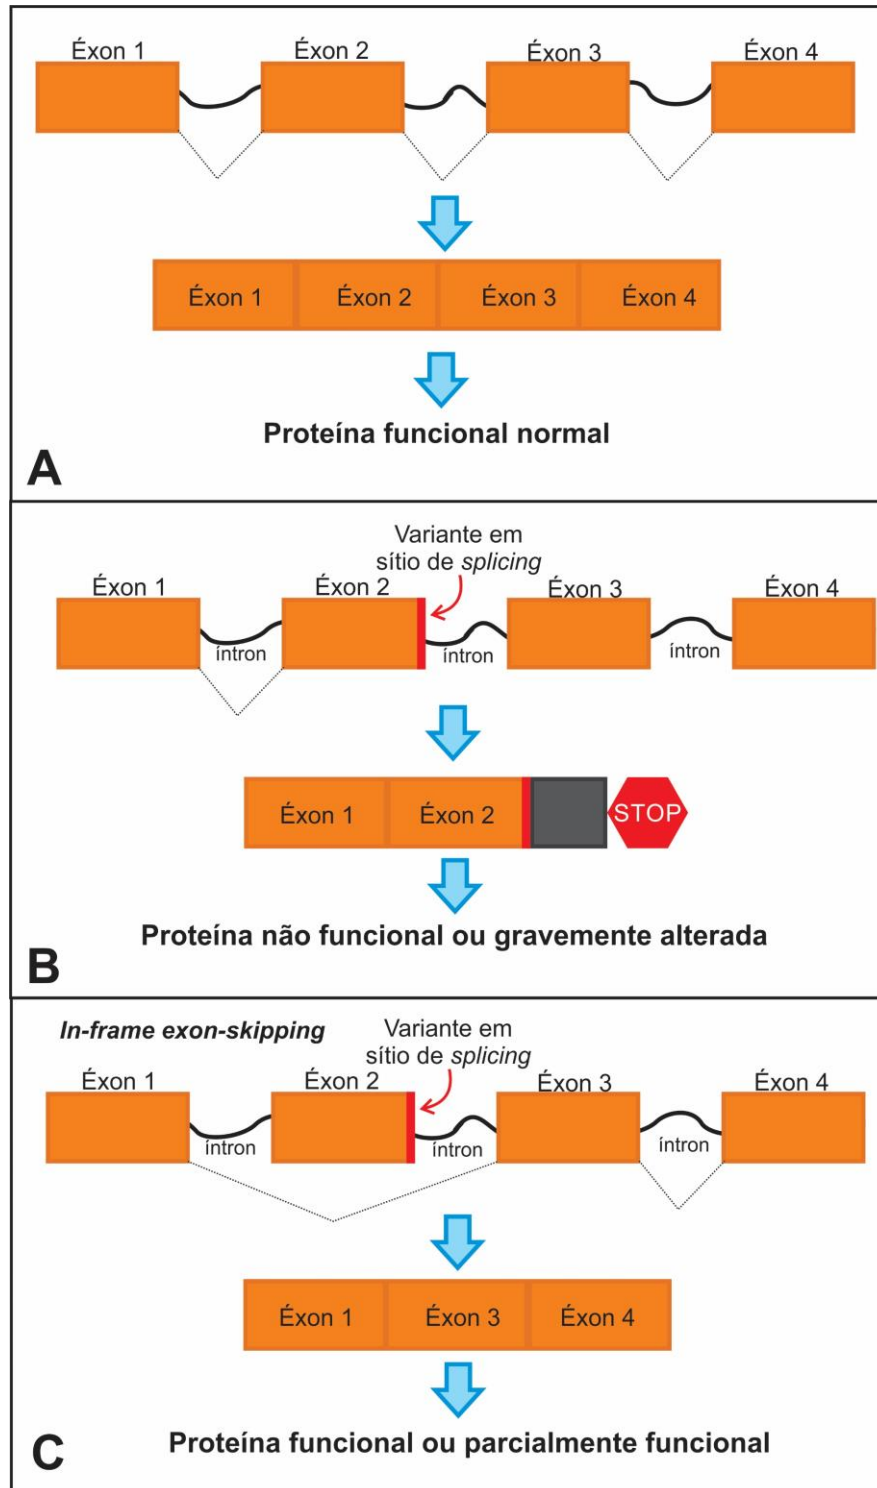 Éxon 1 Éxon 2 Éxon 3 Éxon 4
Éxon 1 Éxon 2 Éxon 3 Éxon 4
Proteína funcional normal
A
Variante em
sítio de splicing
Éxon 1 Éxon 2 Éxon 3 Éxon 4
íntron íntron íntron
Éxon 1 Éxon 2 STOP
Proteína não funcional ou gravemente alterada
B
In-frame exon-skipping
Variante em
sítio de splicing
Éxon 1 Éxon 2 Éxon 3 Éxon 4
íntron íntron íntron
Éxon 1 Éxon 3 Éxon 4
Proteína funcional ou parcialmente funcional
C